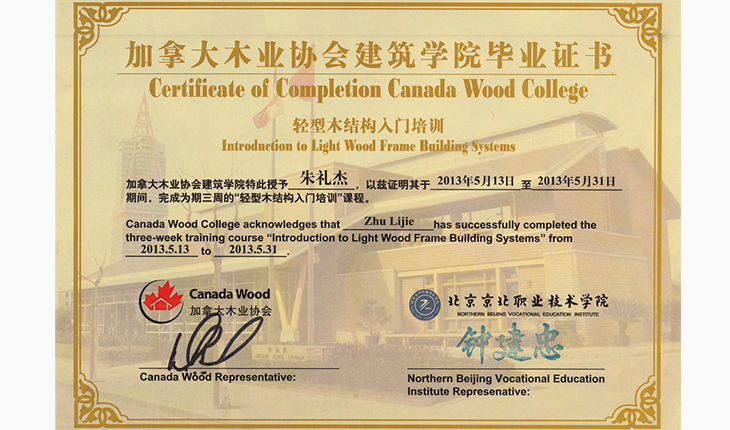 加拿大木业协会建筑学院毕业证书
Certificate of Completion Canada Wood College
轻型木结构入门培训
Introduction to Light Wood Frame Building Systems
加拿大木业协会建筑学院特此授予 朱礼杰 ，以兹证明其于 2013年5月13日 至 2013年5月31日
期间，完成为期三周的“轻型木结构入门培训”课程。
Canada Wood College acknowledges that Zhu Lijie has successfully completed the
three-week training course “Introduction to Light Wood Frame Building Systems” from
2013.5.13 to 2013.5.31 .
Canada Wood
加拿大木业协会
北京京北职业技术学院
NORTHERN BEIJING VOCATIONAL EDUCATION INSTITUTE
钟建忠
Canada Wood Representative:
Northern Beijing Vocational Education
Institute Represenative: